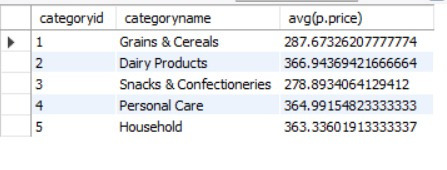 categoryid categoryname avg(p.price)
1 Grains & Cereals 287.67326207777774
2 Dairy Products 366.94369421666664
3 Snacks & Confectioneries 278.8934064129412
4 Personal Care 364.99154823333333
5 Household 363.33601913333337